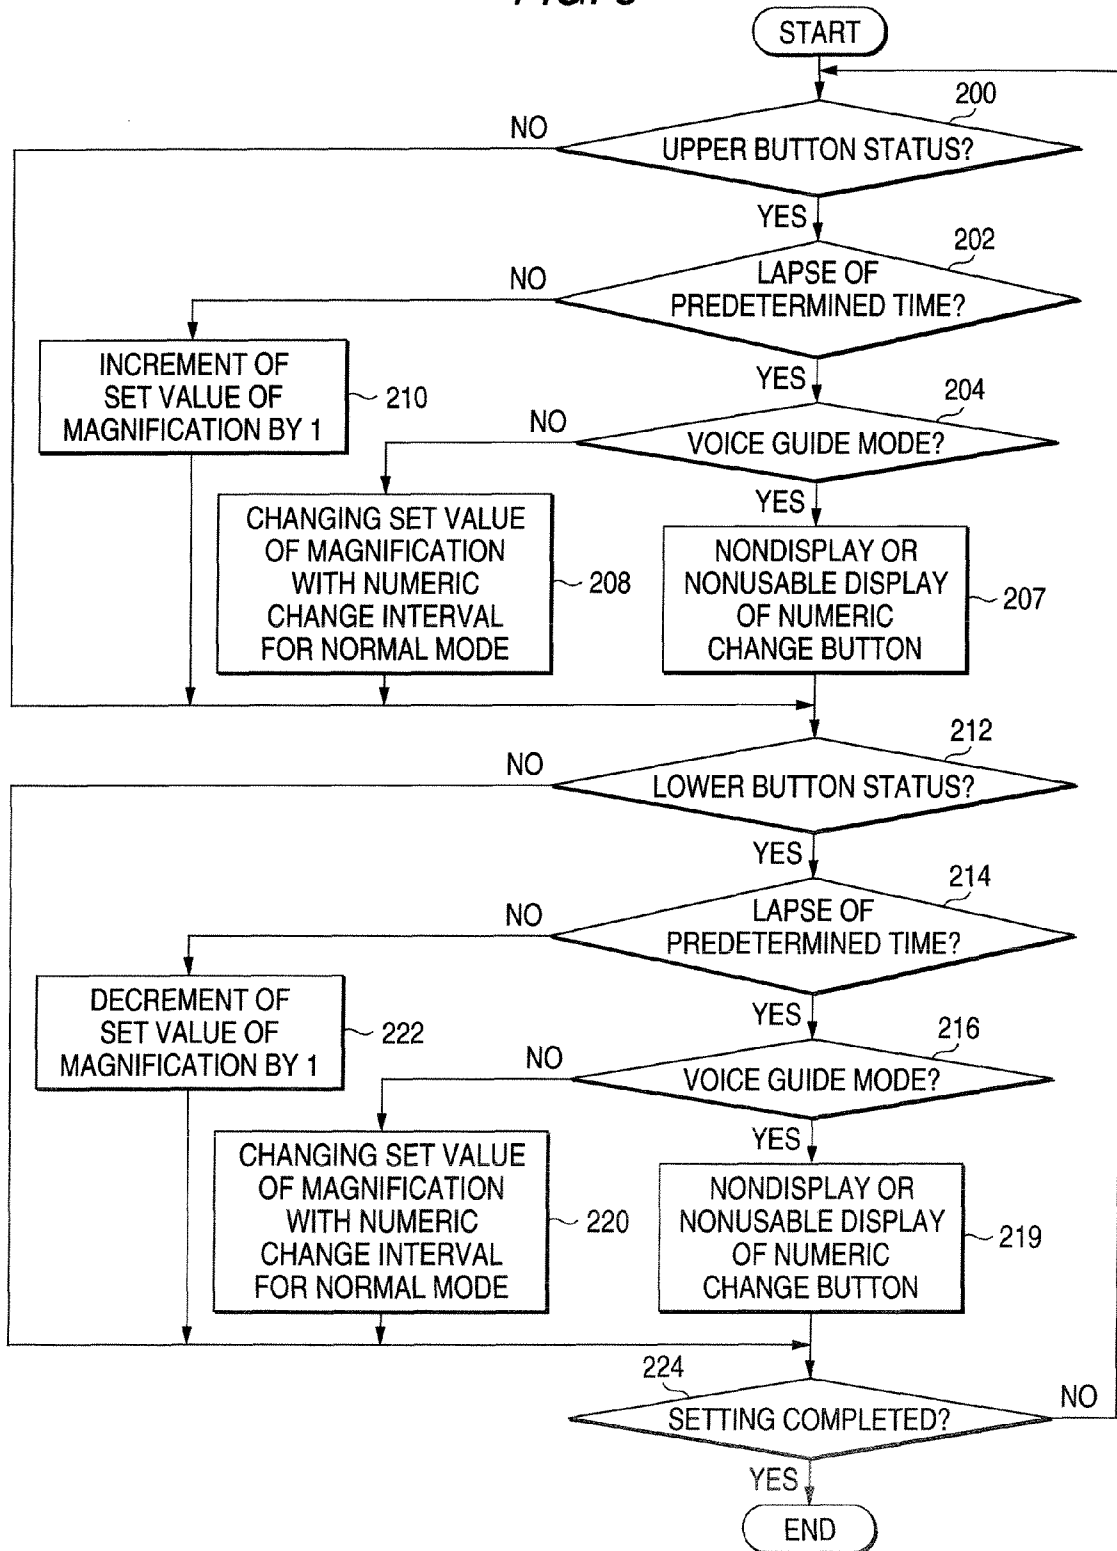 START
200
NO
UPPER BUTTON STATUS?
YES
202
NO
LAPSE OF
PREDETERMINED TIME?
INCREMENT OF
SET VALUE OF
MAGNIFICATION BY 1
210
YES
204
NO
VOICE GUIDE MODE?
YES
CHANGING SET VALUE
OF MAGNIFICATION
WITH NUMERIC
CHANGE INTERVAL
FOR NORMAL MODE
208
NONDISPLAY OR
NONUSABLE DISPLAY
OF NUMERIC
CHANGE BUTTON
207
212
NO
LOWER BUTTON STATUS?
YES
214
NO
LAPSE OF
PREDETERMINED TIME?
DECREMENT OF
SET VALUE OF
MAGNIFICATION BY 1
222
YES
216
NO
VOICE GUIDE MODE?
YES
CHANGING SET VALUE
OF MAGNIFICATION
WITH NUMERIC
CHANGE INTERVAL
FOR NORMAL MODE
220
NONDISPLAY OR
NONUSABLE DISPLAY
OF NUMERIC
CHANGE BUTTON
219
224
SETTING COMPLETED?
NO
YES
END